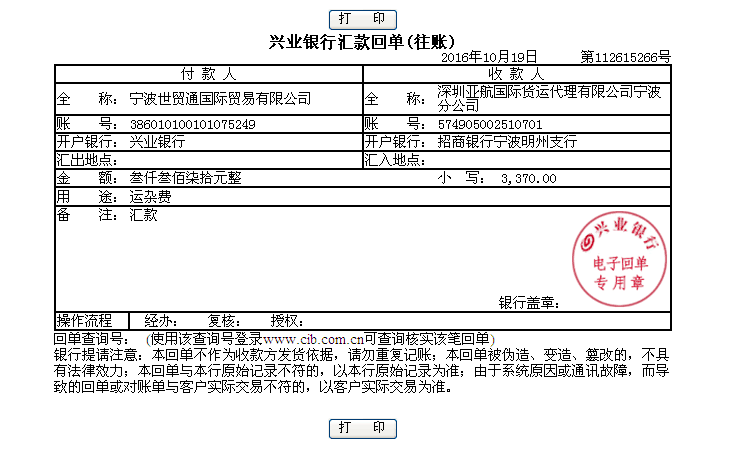 打 印
兴业银行汇款回单(往账)
2016年10月19日 第112615266号
付 款 人 收 款 人
全 称： 宁波世贸通国际贸易有限公司 全 称： 深圳亚航国际货运代理有限公司宁波
分公司
账 号： 386010100101075249 账 号： 574905002510701
开户银行： 兴业银行 开户银行： 招商银行宁波明州支行
汇出地点： 汇入地点：
金 额： 叁仟叁佰柒拾元整 小 写： 3,370.00
用 途： 运杂费
备 注： 汇款
兴业银行
电子回单
专用章
银行盖章：
操作流程 经办： 复核： 授权：
回单查询号： (使用该查询号登录www.cib.com.cn可查询核实该笔回单)
银行提请注意：本回单不作为收款方发货依据，请勿重复记账；本回单被伪造、变造、篡改的，不具
有法律效力；本回单与本行原始记录不符的，以本行原始记录为准；由于系统原因或通讯故障，而导
致的回单或对账单与客户实际交易不符的，以客户实际交易为准。
打 印